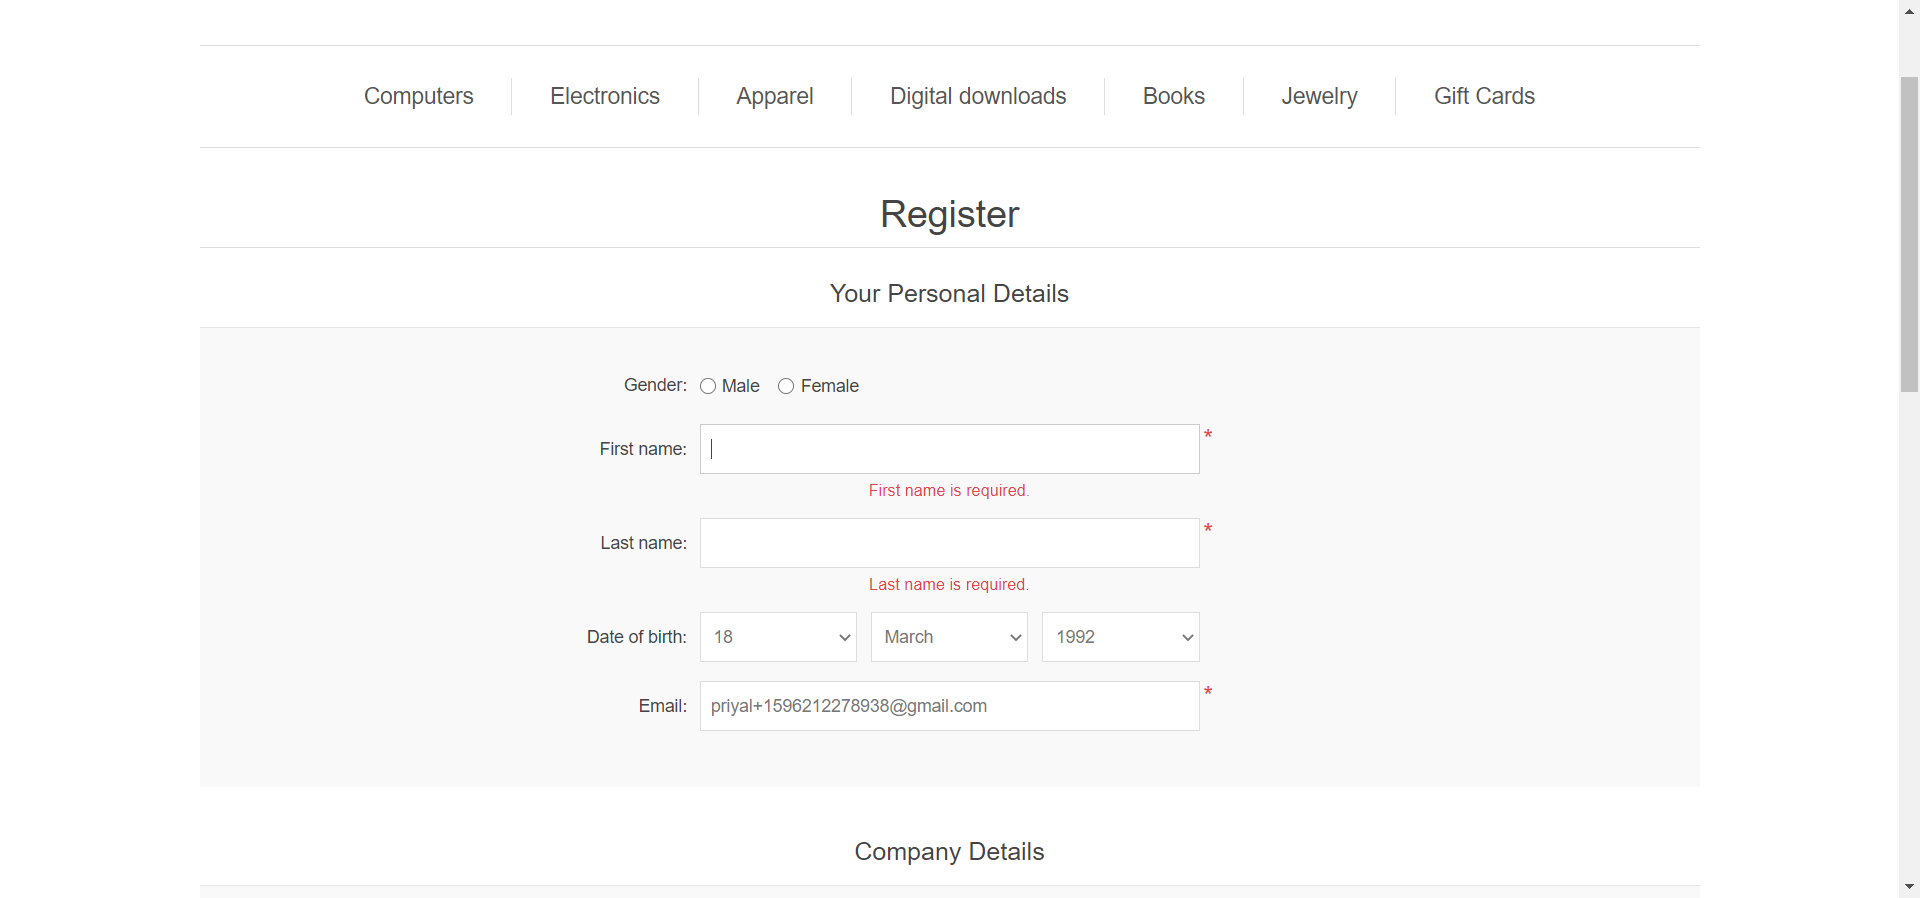 Computers Electronics Apparel Digital downloads Books Jewelry Gift Cards
Register
Your Personal Details
Gender: Male Female
First name: *
First name is required.
Last name: *
Last name is required.
Date of birth: 18 March 1992
Email: priyal+1596212278938@gmail.com *
Company Details